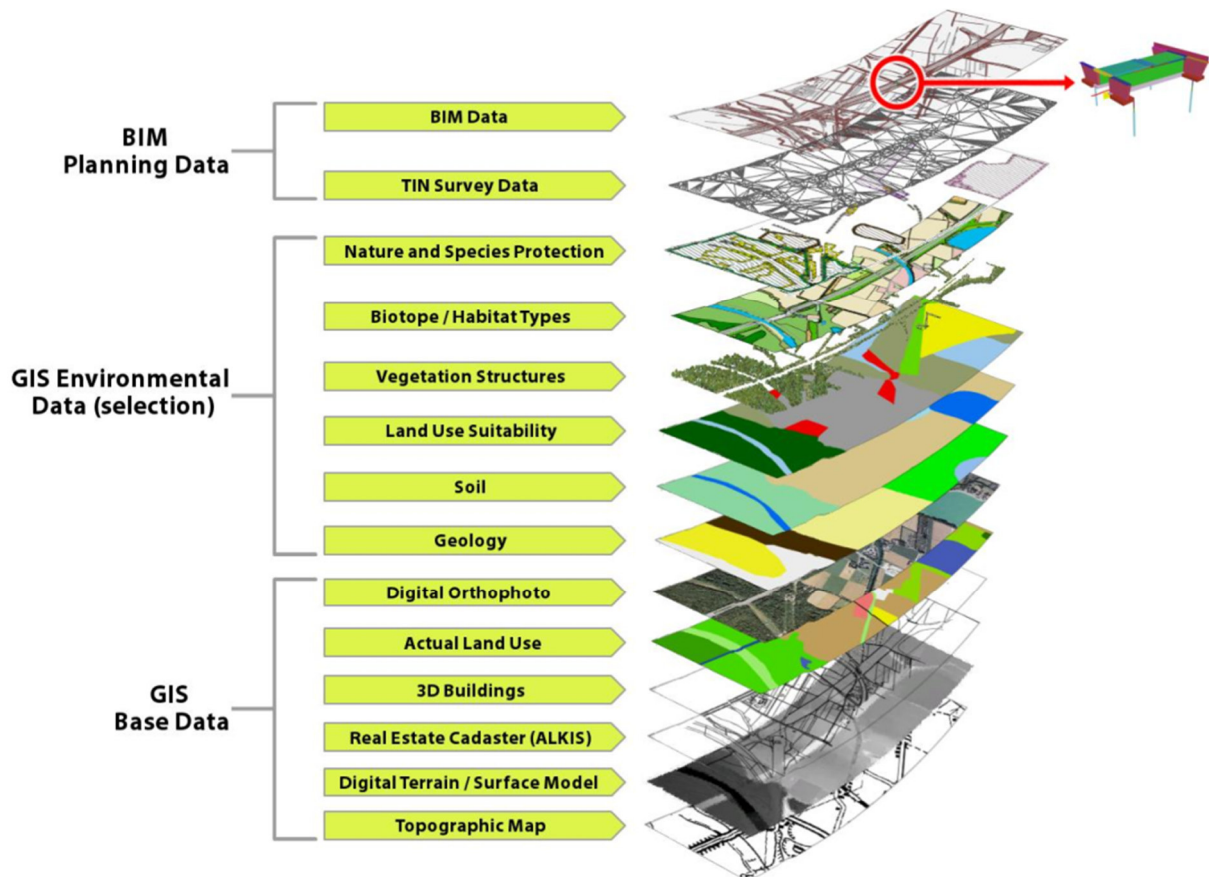 BIM
Planning Data
BIM Data
TIN Survey Data
GIS Environmental
Data (selection)
Nature and Species Protection
Biotope / Habitat Types
Vegetation Structures
Land Use Suitability
Soil
Geology
GIS
Base Data
Digital Orthophoto
Actual Land Use
3D Buildings
Real Estate Cadaster (ALKIS)
Digital Terrain / Surface Model
Topographic Map